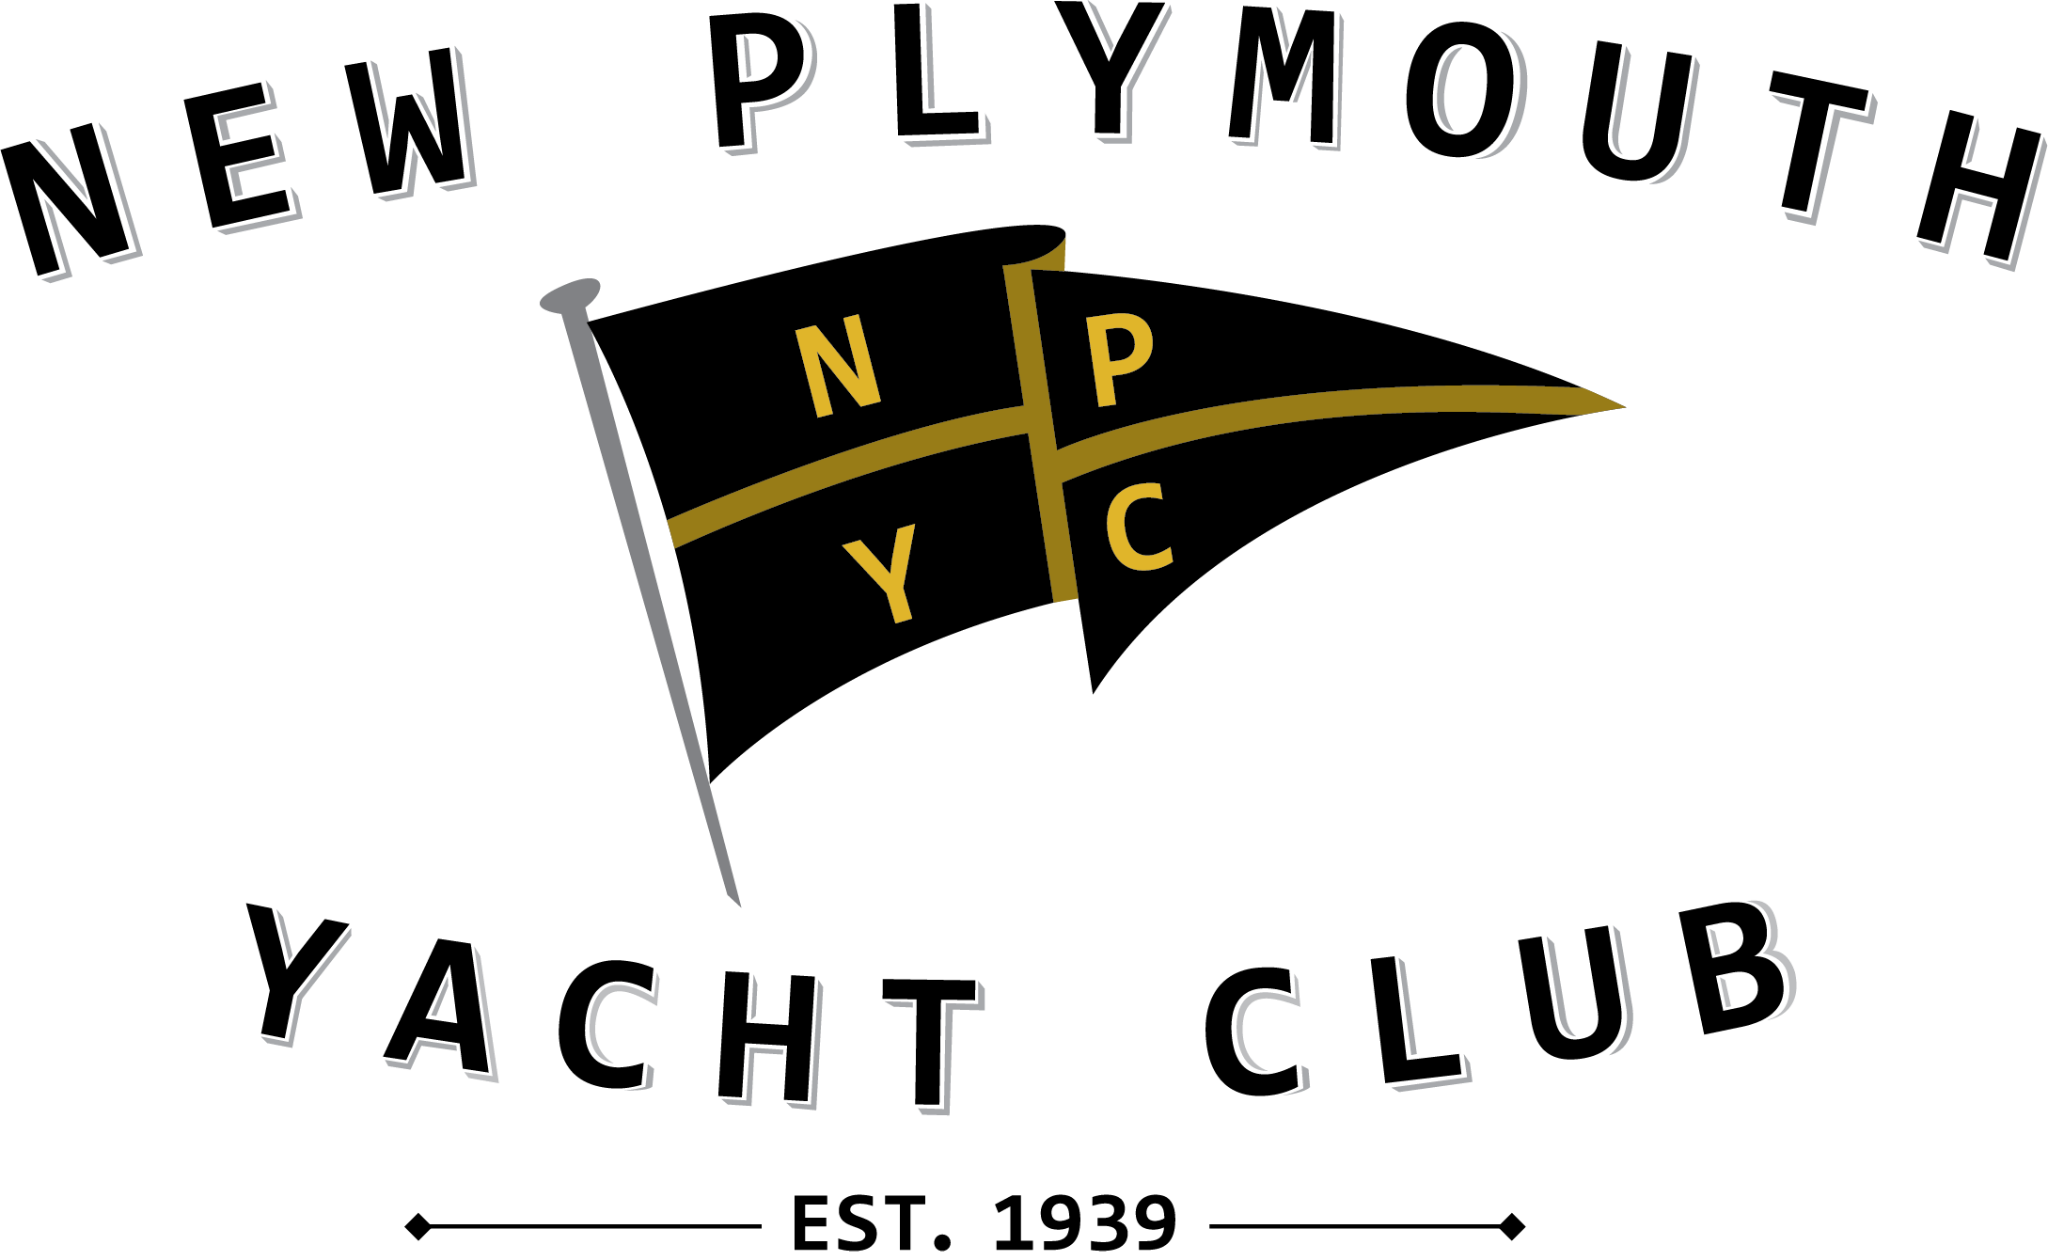 NEW PLYMOUTH
N P
Y C
YACHT CLUB
EST. 1939